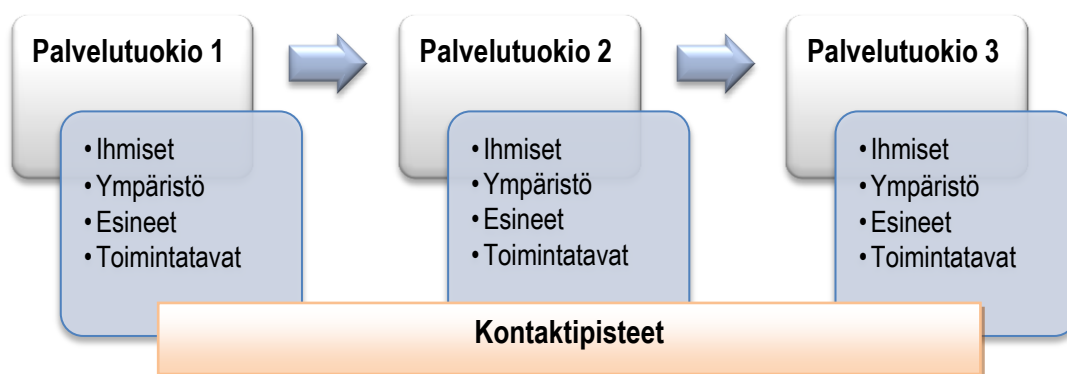 Palvelutuokio 1
• Ihmiset
• Ympäristö
• Esineet
• Toimintatavat
Palvelutuokio 2
• Ihmiset
• Ympäristö
• Esineet
• Toimintatavat
Palvelutuokio 3
• Ihmiset
• Ympäristö
• Esineet
• Toimintatavat
Kontaktipisteet